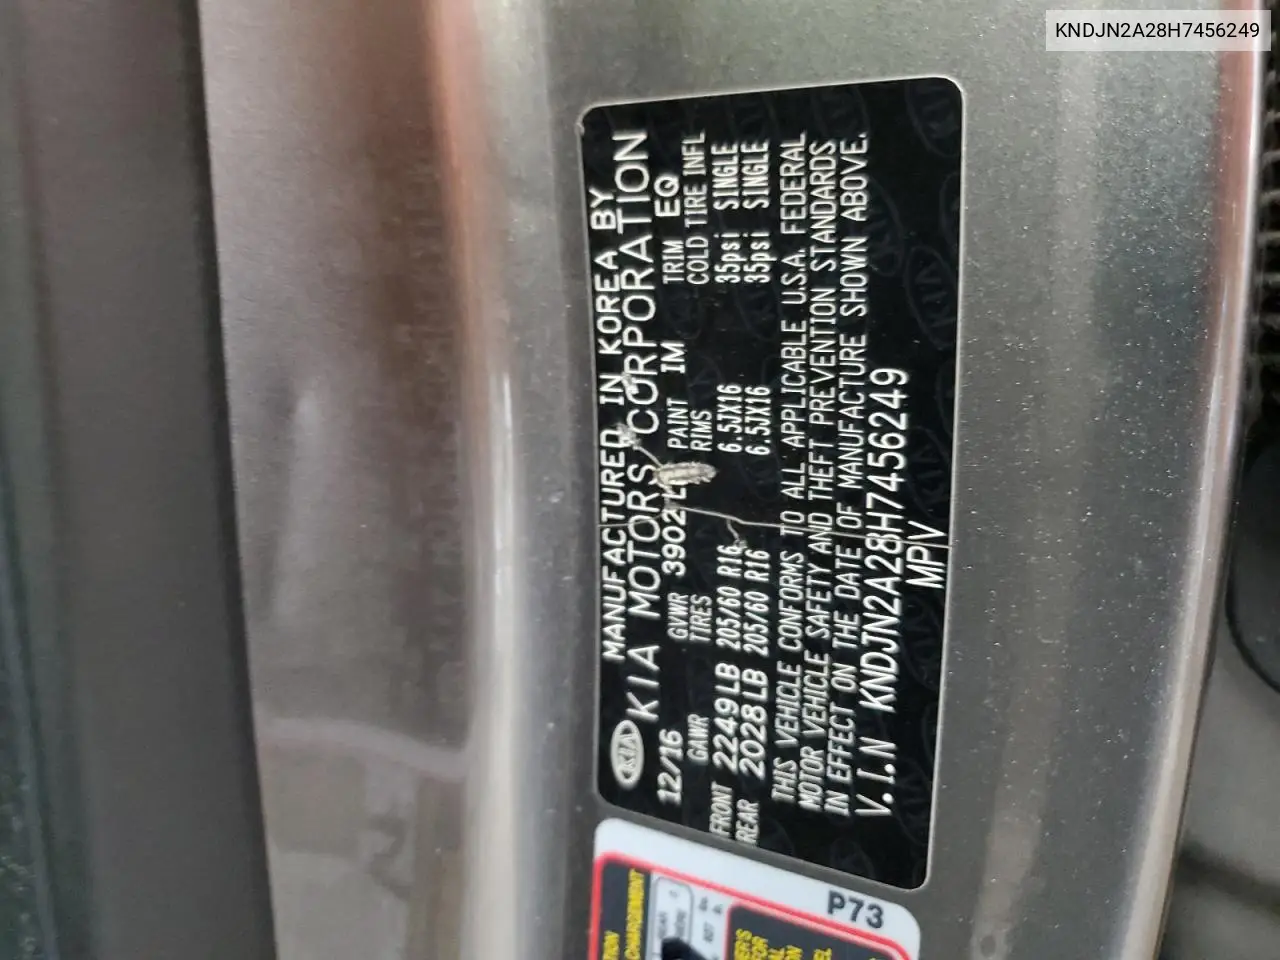 KNDJN2A28H7456249
KIA MANUFACTURED IN KOREA BY
KIA MOTORS CORPORATION
12/16 GVWR 3902 PAINT IM TRIM EQ
GAWR TIRES RIMS COLD TIRE INFL
FRONT 2249LB 205/60 R16 6.5JX16 35psi SINGLE
REAR 2028LB 205/60 R16 6.5JX16 35psi SINGLE
THIS VEHICLE CONFORMS TO ALL APPLICABLE U.S.A. FEDERAL
MOTOR VEHICLE SAFETY AND THEFT PREVENTION STANDARDS
IN EFFECT ON THE DATE OF MANUFACTURE SHOWN ABOVE.
V.I.N KNDJN2A28H7456249
MPV
P73
CHARGEMENT